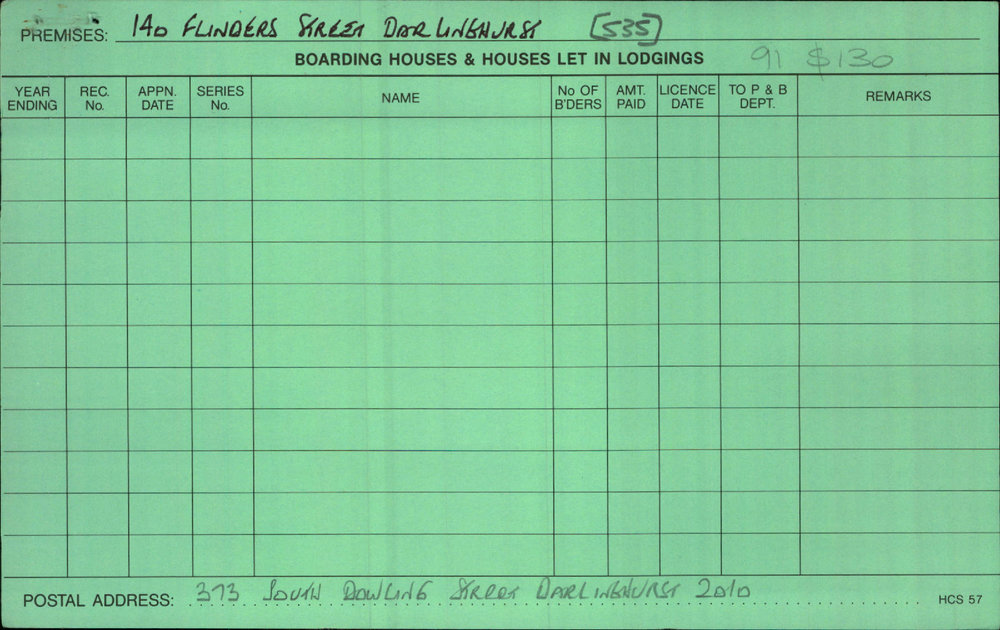 PREMISES: 140 FLINDERS STREET DARLINGHURST [535]
BOARDING HOUSES & HOUSES LET IN LODGINGS 91 $130
YEAR ENDING REC. No. APPN. DATE SERIES No. NAME No OF B'DERS AMT. PAID LICENCE DATE TO P & B DEPT. REMARKS
POSTAL ADDRESS: 373 SOUTH DOWLING STREET DARLINGHURST 2010 HCS 57